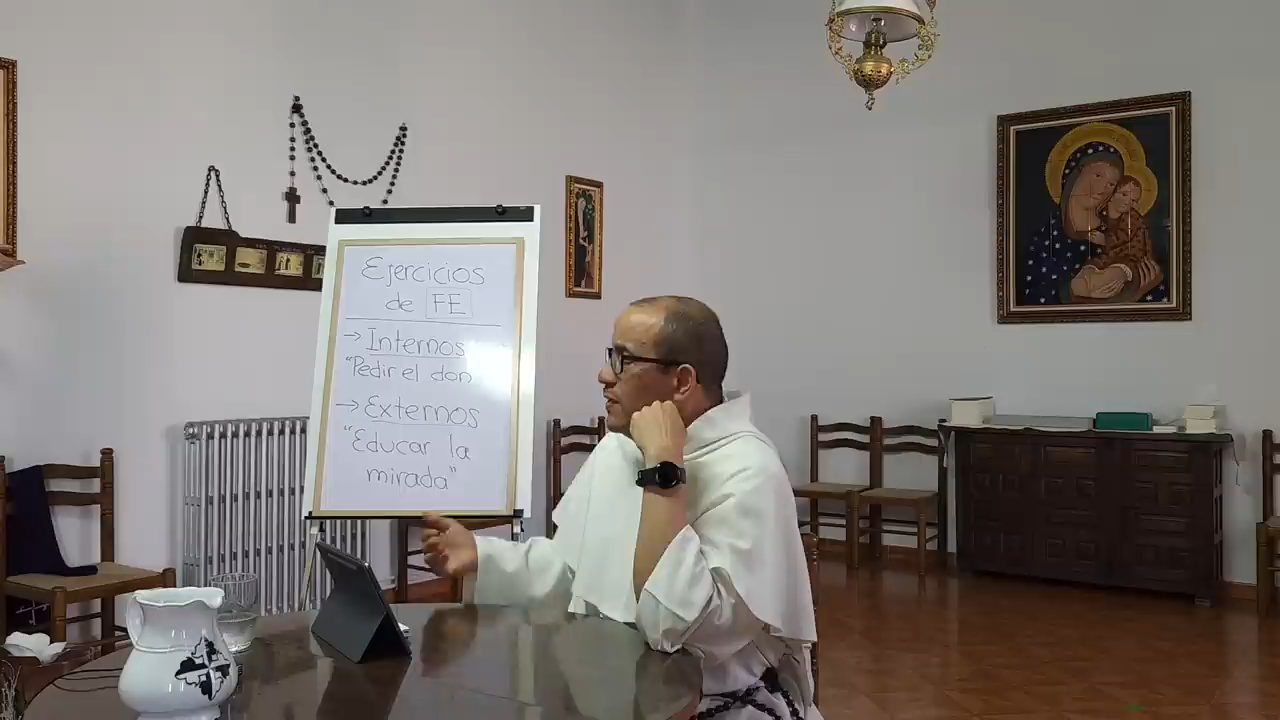 Ejercicios
de FE
→ Internos
"Pedir el don
→ Externos
"Educar la
mirada"